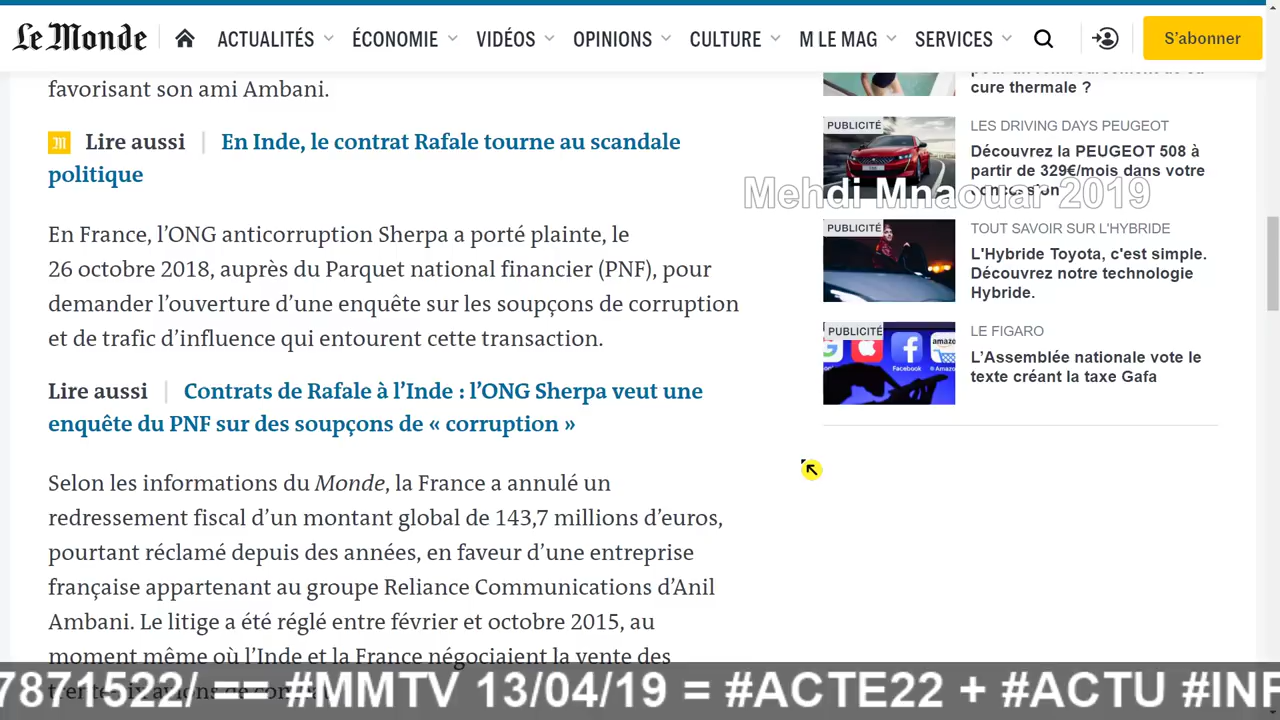 Le Monde
ACTUALITÉS ÉCONOMIE VIDÉOS OPINIONS CULTURE M LE MAG SERVICES S'abonner
favorisant son ami Ambani.
Lire aussi | En Inde, le contrat Rafale tourne au scandale
politique
En France, l’ONG anticorruption Sherpa a porté plainte, le
26 octobre 2018, auprès du Parquet national financier (PNF), pour
demander l’ouverture d’une enquête sur les soupçons de corruption
et de trafic d’influence qui entourent cette transaction.
Lire aussi | Contrats de Rafale à l’Inde : l’ONG Sherpa veut une
enquête du PNF sur des soupçons de « corruption »
Selon les informations du Monde, la France a annulé un
redressement fiscal d’un montant global de 143,7 millions d’euros,
pourtant réclamé depuis des années, en faveur d’une entreprise
française appartenant au groupe Reliance Communications d’Anil
Ambani. Le litige a été réglé entre février et octobre 2015, au
moment même où l’Inde et la France négociaient la vente des
cure thermale ?
PUBLICITÉ
LES DRIVING DAYS PEUGEOT
Découvrez la PEUGEOT 508 à
partir de 329€/mois dans votre
concession
Mehdi Mnaouar 2019
PUBLICITÉ
TOUT SAVOIR SUR L'HYBRIDE
L'Hybride Toyota, c'est simple.
Découvrez notre technologie
Hybride.
PUBLICITÉ
Facebook
amazon
Amazon
LE FIGARO
L’Assemblée nationale vote le
texte créant la taxe Gafa
7871522/ == #MMTV 13/04/19 = #ACTE22 + #ACTU #INF